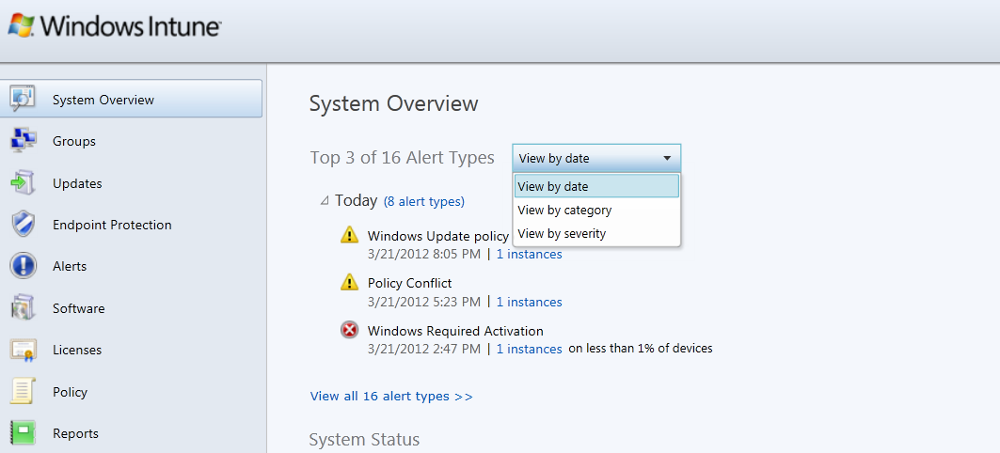 Windows Intune
System Overview
Groups
Updates
Endpoint Protection
Alerts
Software
Licenses
Policy
Reports
System Overview
Top 3 of 16 Alert Types
View by date
View by date
View by category
View by severity
Today (8 alert types)
Windows Update policy
3/21/2012 8:05 PM | 1 instances
Policy Conflict
3/21/2012 5:23 PM | 1 instances
Windows Required Activation
3/21/2012 2:47 PM | 1 instances on less than 1% of devices
View all 16 alert types >>
System Status